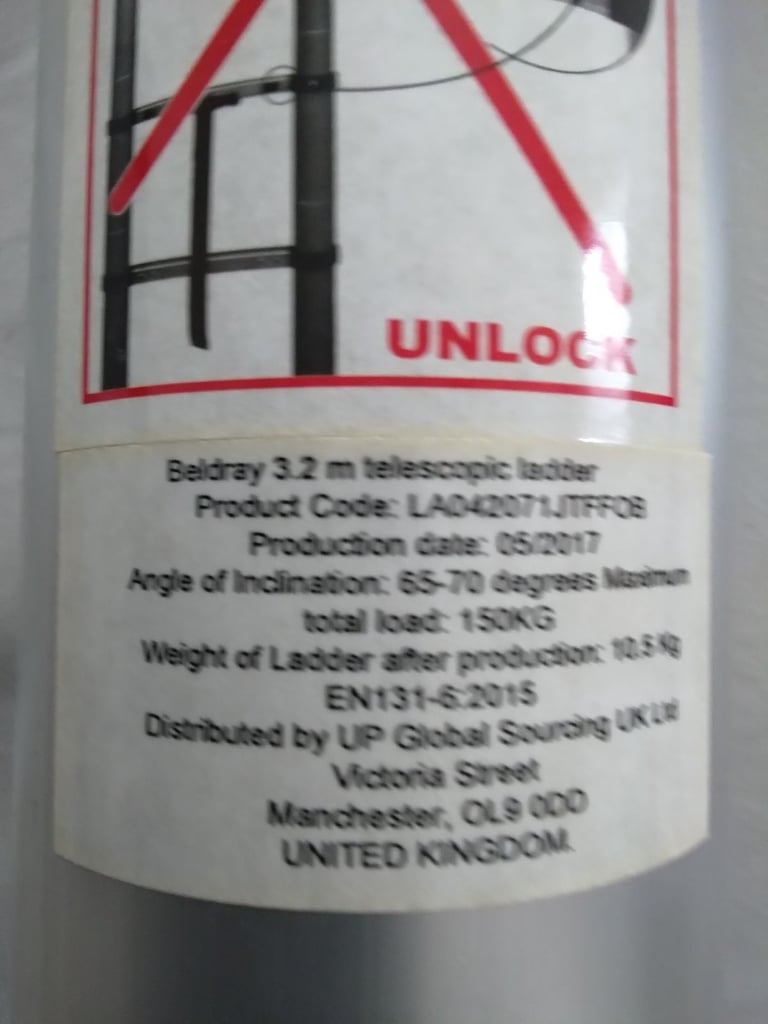 UNLOCK
Beldray 3.2 m telescopic ladder
Product Code: LA042071JTFFOB
Production date: 05/2017
Angle of Inclination: 65-70 degrees Maximum
total load: 150KG
Weight of Ladder after production: 10.5 Kg
EN131-6:2015
Distributed by UP Global Sourcing UK Ltd
Victoria Street
Manchester, OL9 0DD
UNITED KINGDOM.